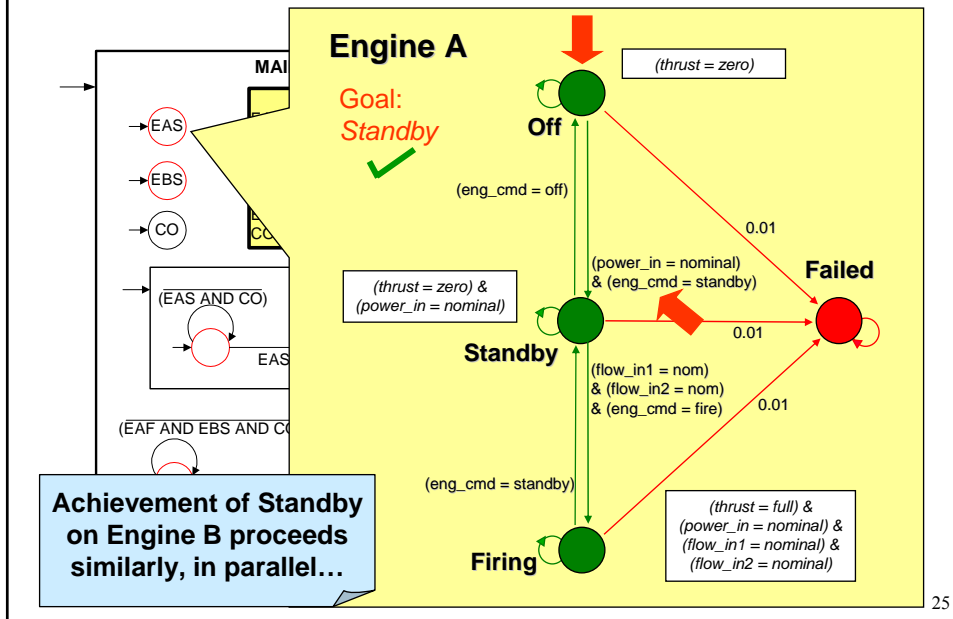 Engine A
Goal:
Standby
(thrust = zero)
Off
(eng_cmd = off)
0.01
(power_in = nominal)
& (eng_cmd = standby)
Failed
(thrust = zero) &
(power_in = nominal)
0.01
Standby
(flow_in1 = nom)
& (flow_in2 = nom)
& (eng_cmd = fire)
0.01
(eng_cmd = standby)
(thrust = full) &
(power_in = nominal) &
(flow_in1 = nominal) &
(flow_in2 = nominal)
Firing
MAI
EAS
EBS
CO
CO
(EAS AND CO)
EAS
(EAF AND EBS AND CO
Achievement of Standby
on Engine B proceeds
similarly, in parallel…
25